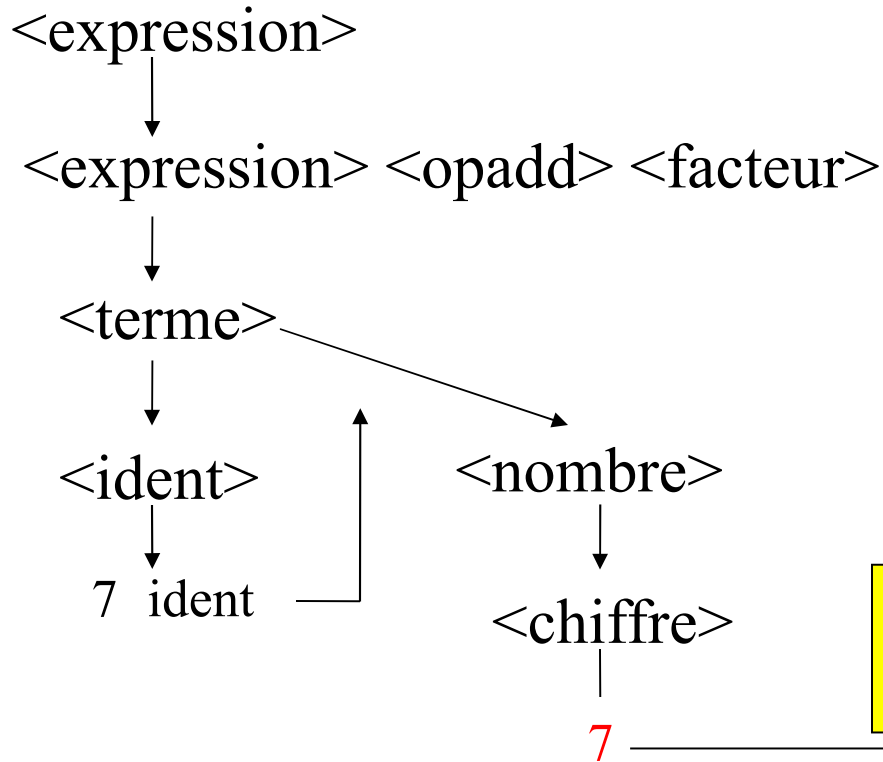 <expression>
<expression> <opadd> <facteur>
<terme>
<ident> <nombre>
7 ident
<chiffre>
7